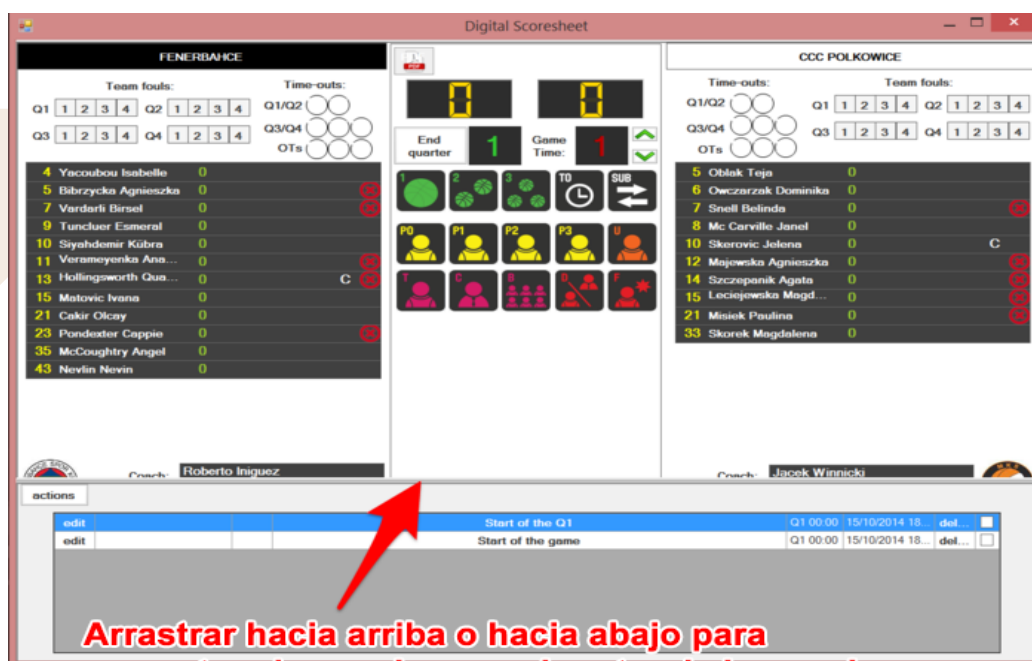 Digital Scoresheet
FENERBAHCE
Team fouls:
Time-outs:
Q1 1 2 3 4 Q2 1 2 3 4 Q1/Q2
Q3 1 2 3 4 Q4 1 2 3 4 Q3/Q4
OTs
4 Yacoubou Isabelle 0
5 Bibrzycka Agnieszka 0
7 Vardarli Birsel 0
9 Tuncluer Esmeral 0
10 Siyahdemir Kübra 0
11 Verameyenka Ana... 0
13 Hollingsworth Qua... 0 C
15 Matovic Ivana 0
21 Cakir Olcay 0
23 Pondexter Cappie 0
35 McCoughtry Angel 0
43 Nevlin Nevin 0
Coach: Roberto Iniguez
PDF
0 0
End quarter 1 Game Time: 1
1 2 3 TO SUB
P0 P1 P2 P3 U
T C B D F
CCC POLKOWICE
Time-outs:
Team fouls:
Q1/Q2 Q1 1 2 3 4 Q2 1 2 3 4
Q3/Q4 Q3 1 2 3 4 Q4 1 2 3 4
OTs
5 Oblak Teja 0
6 Owczarzak Dominika 0
7 Snell Belinda 0
8 Mc Carville Janel 0
10 Skerovic Jelena 0 C
12 Majewska Agnieszka 0
14 Szczepanik Agata 0
15 Leciejewska Magd... 0
21 Misiek Paulina 0
33 Skorek Magdalena 0
Coach: Jacek Winnicki
actions
edit Start of the Q1 Q1 00:00 15/10/2014 18... del...
edit Start of the game Q1 00:00 15/10/2014 18... del...
Arrastrar hacia arriba o hacia abajo para